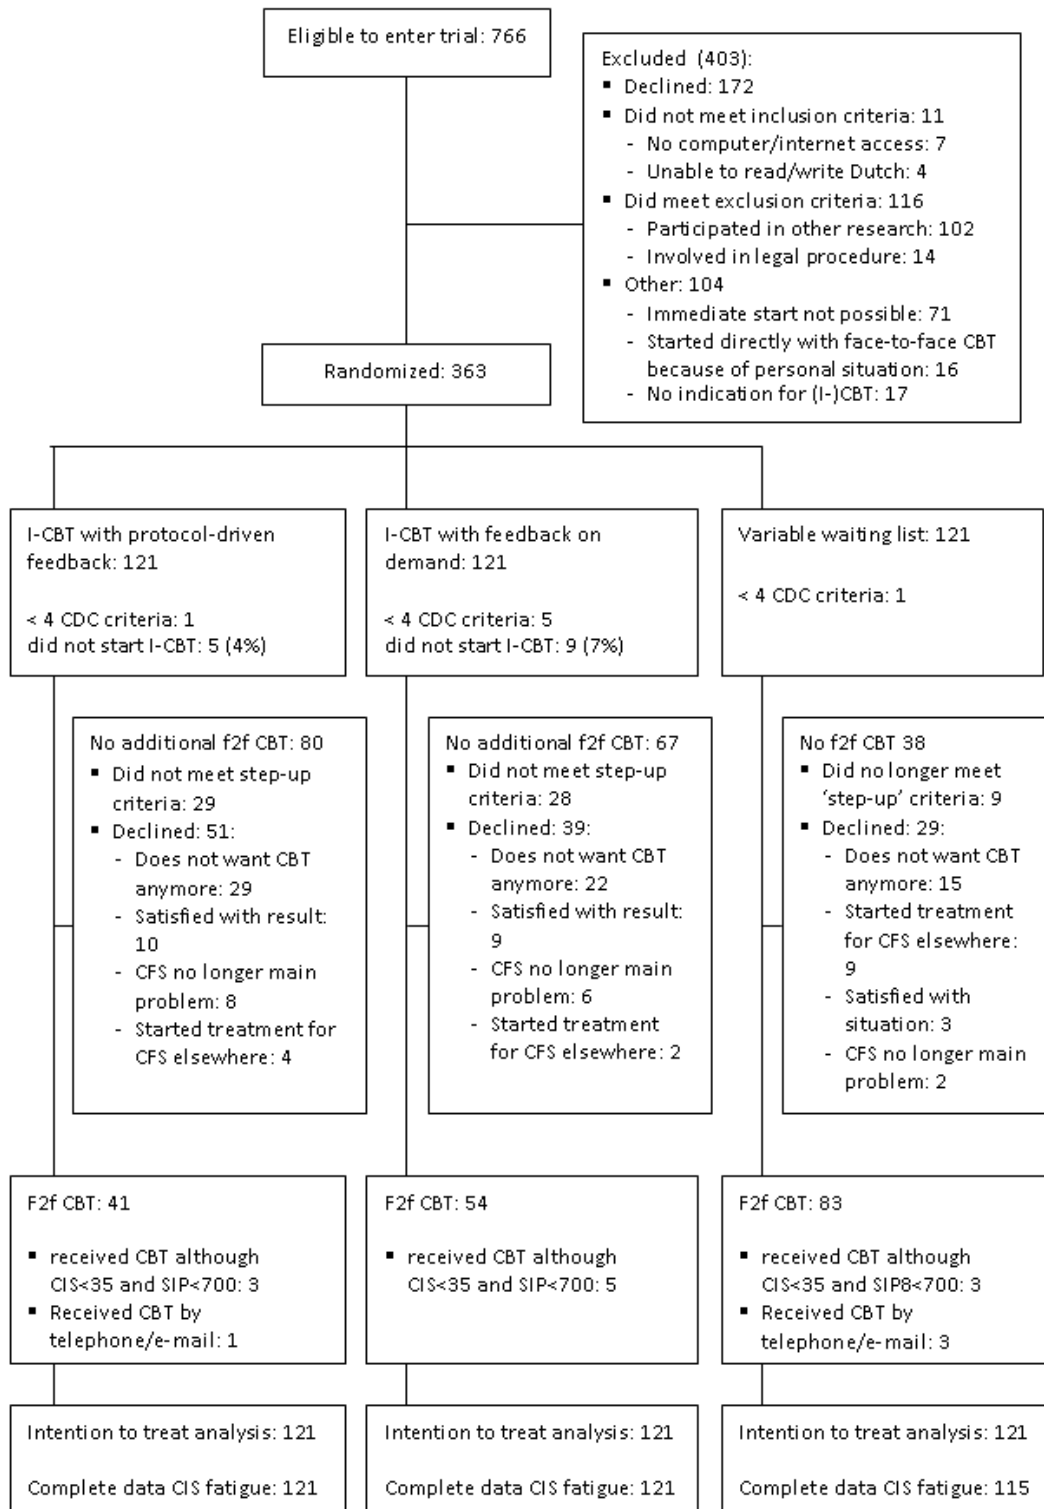 Eligible to enter trial: 766
Excluded (403):
▪ Declined: 172
▪ Did not meet inclusion criteria: 11
- No computer/internet access: 7
- Unable to read/write Dutch: 4
▪ Did meet exclusion criteria: 116
- Participated in other research: 102
- Involved in legal procedure: 14
▪ Other: 104
- Immediate start not possible: 71
- Started directly with face-to-face CBT
because of personal situation: 16
- No indication for (I-)CBT: 17
Randomized: 363
I-CBT with protocol-driven
feedback: 121
< 4 CDC criteria: 1
did not start I-CBT: 5 (4%)
I-CBT with feedback on
demand: 121
< 4 CDC criteria: 5
did not start I-CBT: 9 (7%)
Variable waiting list: 121
< 4 CDC criteria: 1
No additional f2f CBT: 80
▪ Did not meet step-up
criteria: 29
▪ Declined: 51:
- Does not want CBT
anymore: 29
- Satisfied with result:
10
- CFS no longer main
problem: 8
- Started treatment for
CFS elsewhere: 4
No additional f2f CBT: 67
▪ Did not meet step-up
criteria: 28
▪ Declined: 39:
- Does not want CBT
anymore: 22
- Satisfied with result:
9
- CFS no longer main
problem: 6
- Started treatment
for CFS elsewhere: 2
No f2f CBT 38
▪ Did no longer meet
‘step-up’ criteria: 9
▪ Declined: 29:
- Does not want CBT
anymore: 15
- Started treatment
for CFS elsewhere:
9
- Satisfied with
situation: 3
- CFS no longer main
problem: 2
F2f CBT: 41
▪ received CBT although
CIS<35 and SIP<700: 3
▪ Received CBT by
telephone/e-mail: 1
F2f CBT: 54
▪ received CBT although
CIS<35 and SIP<700: 5
F2f CBT: 83
▪ received CBT although
CIS<35 and SIP8<700: 3
▪ Received CBT by
telephone/e-mail: 3
Intention to treat analysis: 121
Complete data CIS fatigue: 121
Intention to treat analysis: 121
Complete data CIS fatigue: 121
Intention to treat analysis: 121
Complete data CIS fatigue: 115